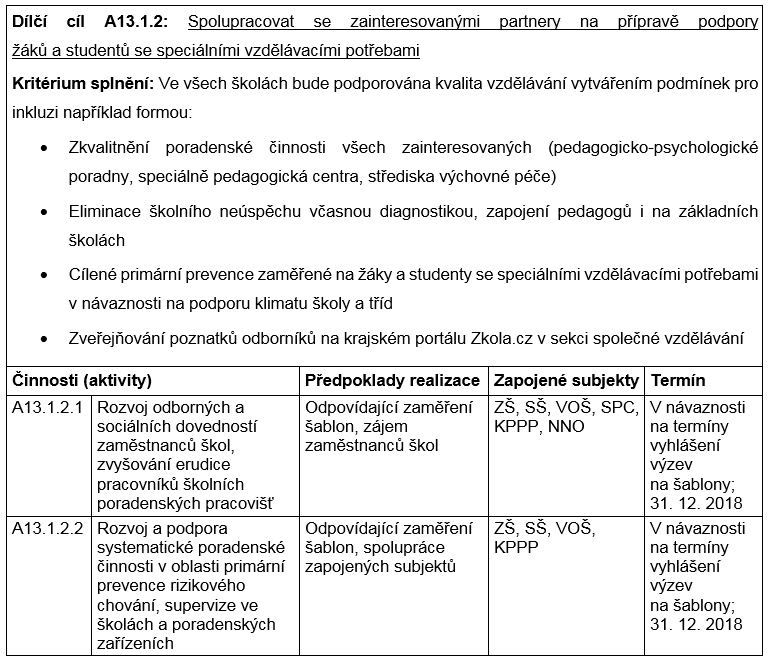 Dílčí cíl A13.1.2: Spolupracovat se zainteresovanými partnery na přípravě podpory
žáků a studentů se speciálními vzdělávacími potřebami
Kritérium splnění: Ve všech školách bude podporována kvalita vzdělávání vytvářením podmínek pro
inkluzi například formou:
• Zkvalitnění poradenské činnosti všech zainteresovaných (pedagogicko-psychologické
poradny, speciálně pedagogická centra, střediska výchovné péče)
• Eliminace školního neúspěchu včasnou diagnostikou, zapojení pedagogů i na základních
školách
• Cílené primární prevence zaměřené na žáky a studenty se speciálními vzdělávacími potřebami
v návaznosti na podporu klimatu školy a tříd
• Zveřejňování poznatků odborníků na krajském portálu Zkola.cz v sekci společné vzdělávání
Činnosti (aktivity)
Předpoklady realizace
Zapojené subjekty
Termín
A13.1.2.1
Rozvoj odborných a
sociálních dovedností
zaměstnanců škol,
zvyšování erudice
pracovníků školních
poradenských pracovišť
Odpovídající zaměření
šablon, zájem
zaměstnanců škol
ZŠ, SŠ, VOŠ, SPC,
KPPP, NNO
V návaznosti
na termíny
vyhlášení
výzev
na šablony;
31. 12. 2018
A13.1.2.2
Rozvoj a podpora
systematické poradenské
činnosti v oblasti primární
prevence rizikového
chování, supervize ve
školách a poradenských
zařízeních
Odpovídající zaměření
šablon, spolupráce
zapojených subjektů
ZŠ, SŠ, VOŠ,
KPPP
V návaznosti
na termíny
vyhlášení
výzev
na šablony;
31. 12. 2018